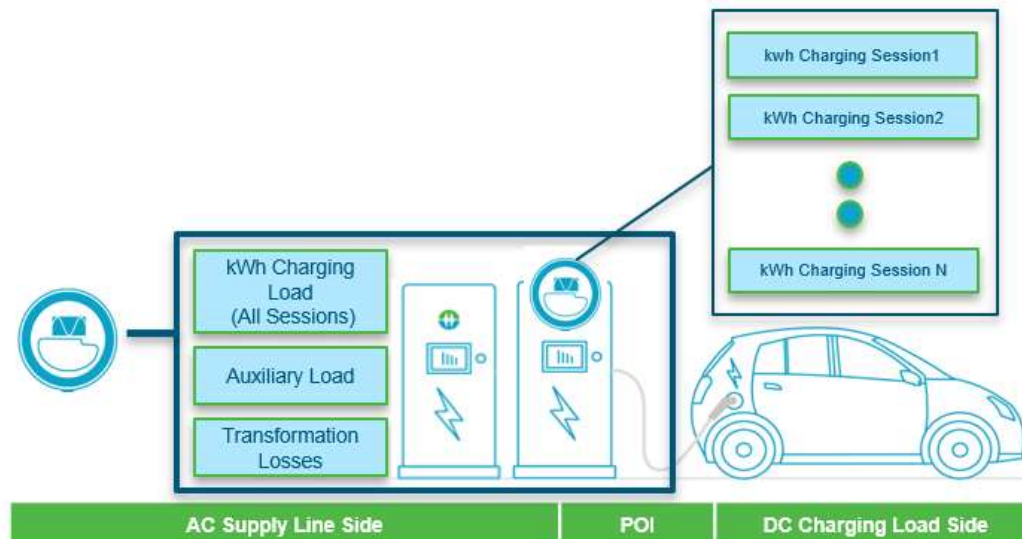 kwh Charging Session1
kWh Charging Session2
kWh Charging Session N
kWh Charging
Load
(All Sessions)
Auxiliary Load
Transformation
Losses
AC Supply Line Side
POI
DC Charging Load Side